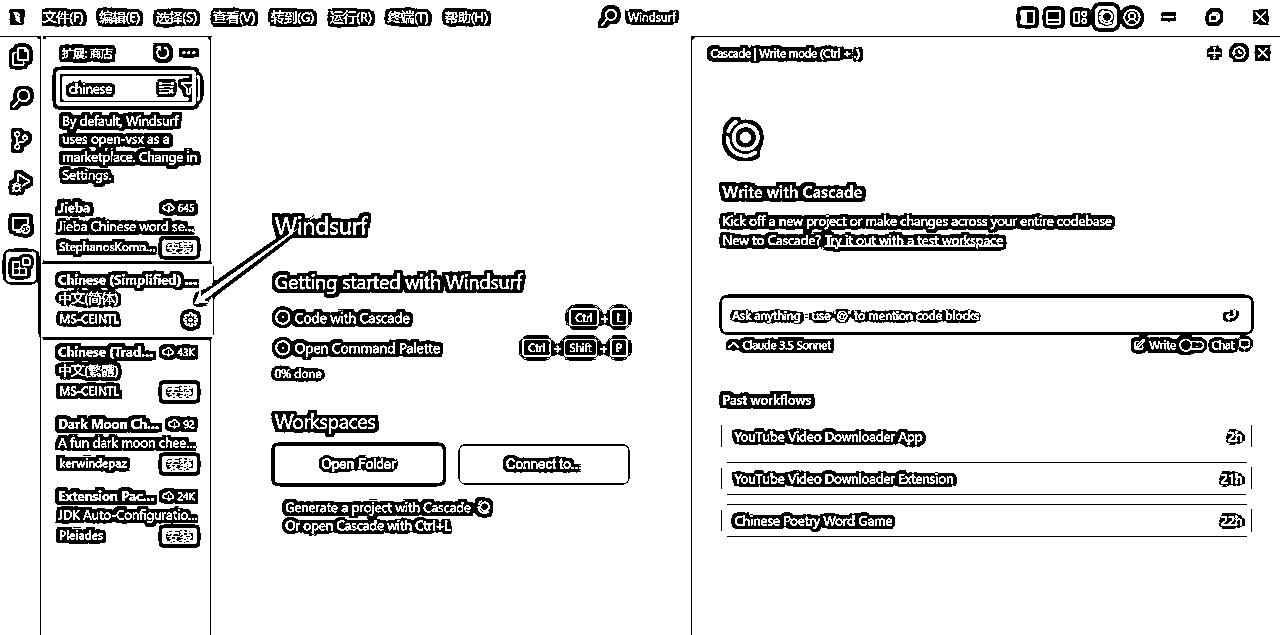 文件(F) 编辑(E) 选择(S) 查看(V) 转到(G) 运行(R) 终端(T) 帮助(H) Windsurf
扩展: 商店
chinese
By default, Windsurf
uses open-vsx as a
marketplace. Change in
Settings.
Jieba 645
Jieba Chinese word se...
StephanosKomn... 安装
Chinese (Simplified) ...
中文(简体)
MS-CEINTL
Chinese (Trad... 43K
中文(繁體)
MS-CEINTL 安装
Dark Moon Ch... 92
A fun dark moon chee...
kerwindepaz 安装
Extension Pac... 24K
JDK Auto-Configuratio...
Pleiades 安装
Windsurf
Getting started with Windsurf
Code with Cascade Ctrl + L
Open Command Palette Ctrl + Shift + P
0% done
Workspaces
Open Folder Connect to...
Generate a project with Cascade
Or open Cascade with Ctrl+L
Cascade | Write mode (Ctrl + .)
Write with Cascade
Kick off a new project or make changes across your entire codebase
New to Cascade? Try it out with a test workspace
Ask anything - use '@' to mention code blocks
Claude 3.5 Sonnet Write Chat
Past workflows
YouTube Video Downloader App 2h
YouTube Video Downloader Extension 21h
Chinese Poetry Word Game 22h